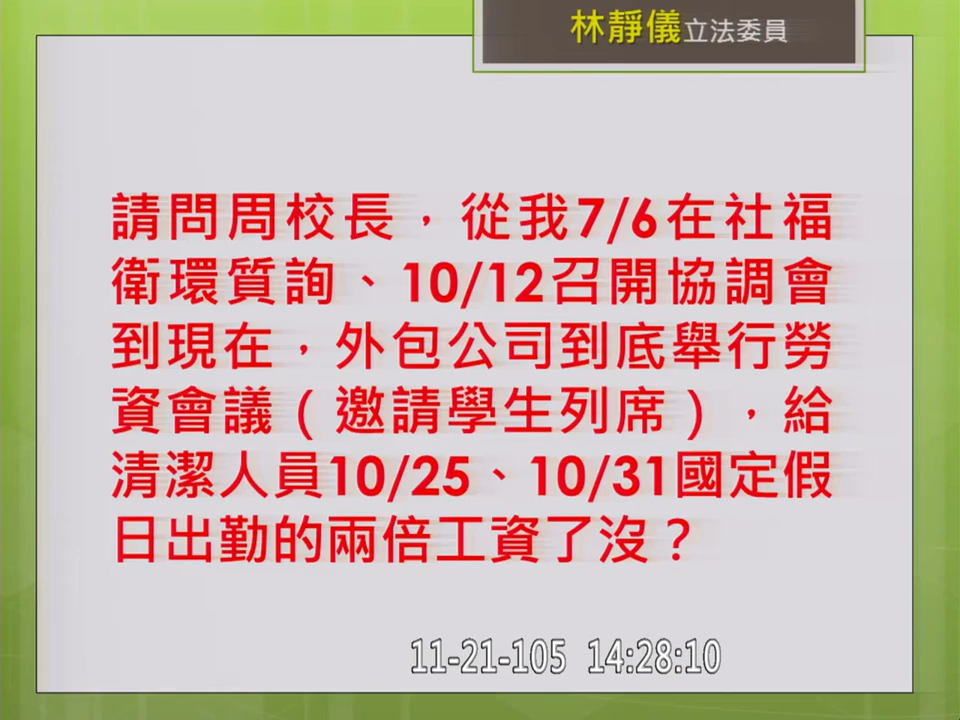 林靜儀立法委員
請問周校長，從我7/6在社福
衛環質詢、10/12召開協調會
到現在，外包公司到底舉行勞
資會議（邀請學生列席），給
清潔人員10/25、10/31國定假
日出勤的兩倍工資了沒？
11-21-105 14:28:10